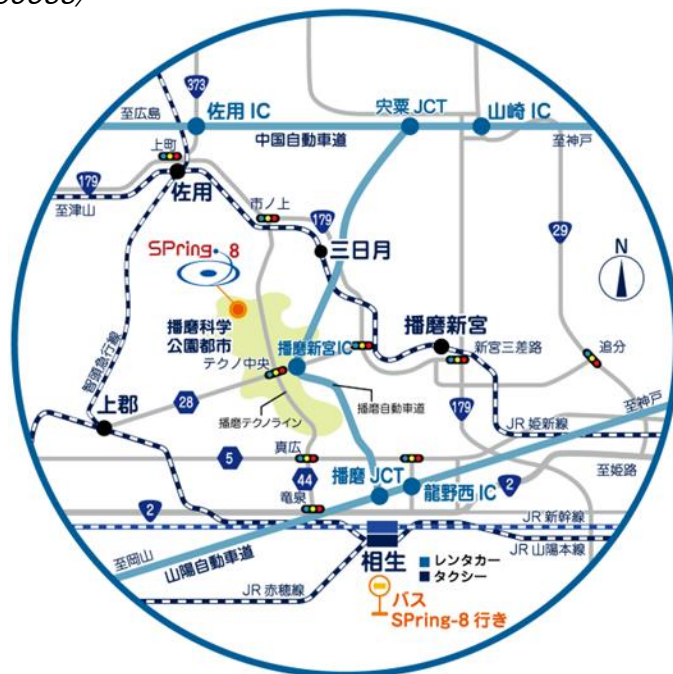 373
至広島
佐用 IC
宍粟 JCT
山崎 IC
中国自動車道
至神戸
上町
179
佐用
至津山
市ノ上
179
29
SPring-8
三日月
N
播磨科学
公園都市
播磨新宮
智頭急行線
播磨新宮IC
新宮三差路
追分
テクノ中央
上郡
28
播磨テクノライン
播磨自動車道
179
至神戸
JR 姫新線
真広
5
44
播磨 JCT
至姫路
竜泉
龍野西 IC
2
2
JR 新幹線
至岡山
山陽自動車道
相生
レンタカー
タクシー
JR 山陽本線
JR 赤穂線
バス
SPring-8 行き